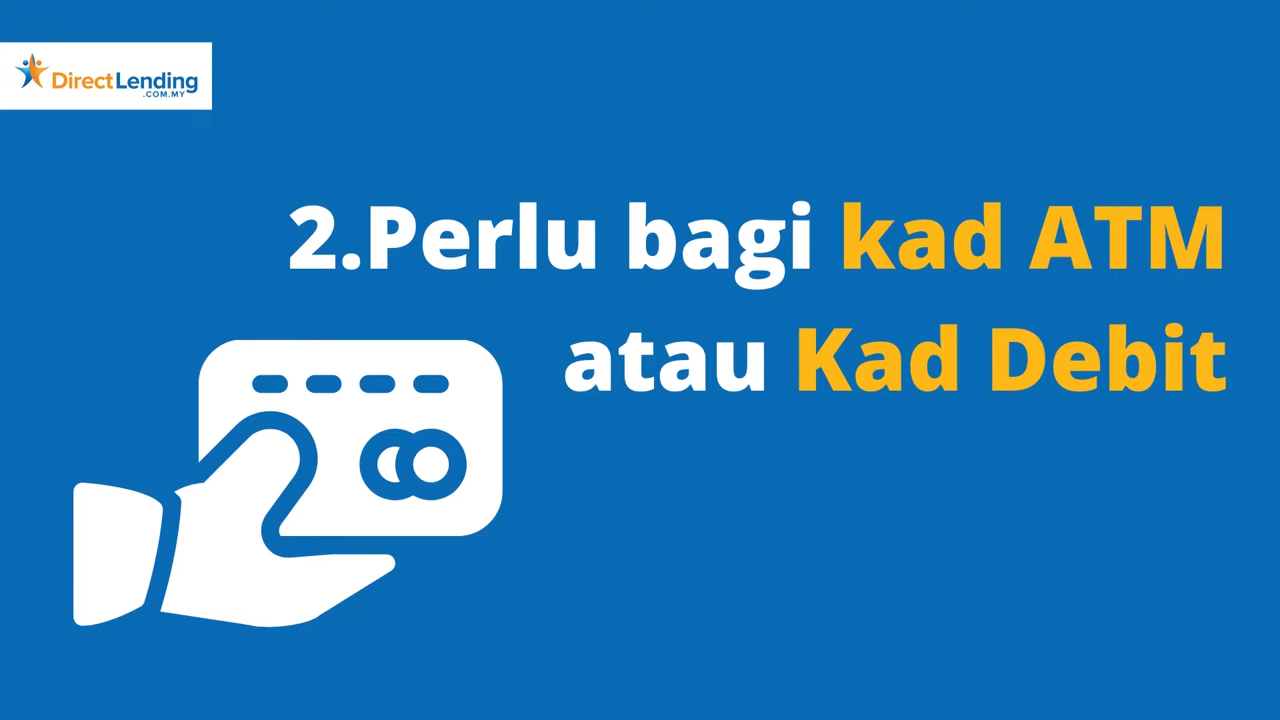 DirectLending
.COM.MY
2.Perlu bagi kad ATM
atau Kad Debit